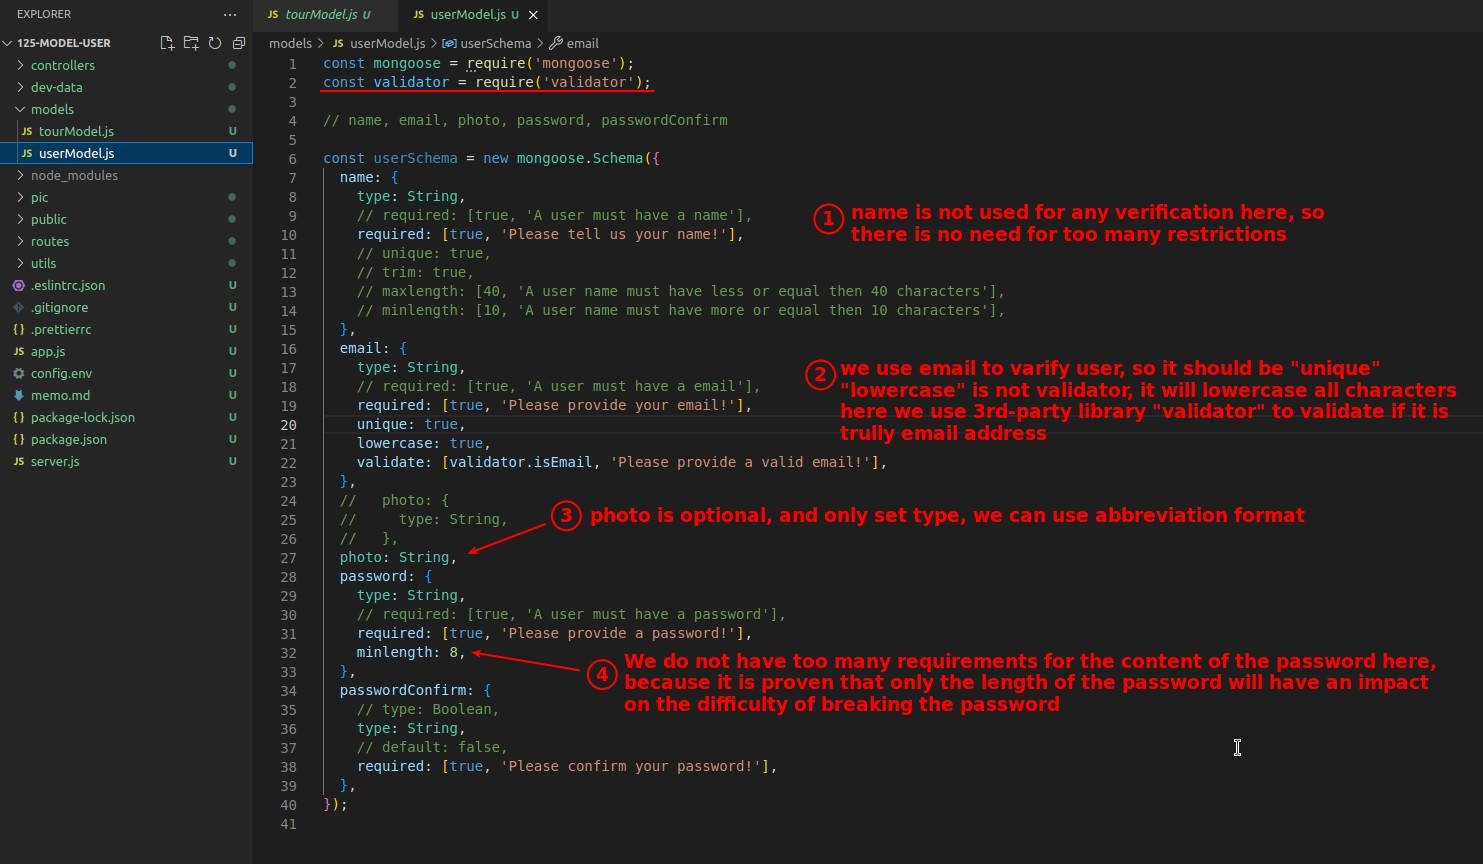 EXPLORER
···
125-MODEL-USER
controllers
dev-data
models
JS tourModel.js U
JS userModel.js U
node_modules
pic
public
routes
utils
.eslintrc.json U
.gitignore U
{} .prettierrc U
JS app.js U
config.env U
memo.md U
{} package-lock.json U
{} package.json U
JS server.js U
JS tourModel.js U
JS userModel.js U
models > JS userModel.js > userSchema > email
1 const mongoose = require('mongoose');
2 const validator = require('validator');
3
4 // name, email, photo, password, passwordConfirm
5
6 const userSchema = new mongoose.Schema({
7 name: {
8 type: String,
9 // required: [true, 'A user must have a name'],
10 required: [true, 'Please tell us your name!'],
11 // unique: true,
12 // trim: true,
13 // maxlength: [40, 'A user name must have less or equal then 40 characters'],
14 // minlength: [10, 'A user name must have more or equal then 10 characters'],
15 },
16 email: {
17 type: String,
18 // required: [true, 'A user must have a email'],
19 required: [true, 'Please provide your email!'],
20 unique: true,
21 lowercase: true,
22 validate: [validator.isEmail, 'Please provide a valid email!'],
23 },
24 // photo: {
25 // type: String,
26 // },
27 photo: String,
28 password: {
29 type: String,
30 // required: [true, 'A user must have a password'],
31 required: [true, 'Please provide a password!'],
32 minlength: 8,
33 },
34 passwordConfirm: {
35 // type: Boolean,
36 type: String,
37 // default: false,
38 required: [true, 'Please confirm your password!'],
39 },
40 });
41
1 name is not used for any verification here, so
there is no need for too many restrictions
2 we use email to varify user, so it should be "unique"
"lowercase" is not validator, it will lowercase all characters
here we use 3rd-party library "validator" to validate if it is
trully email address
3 photo is optional, and only set type, we can use abbreviation format
4 We do not have too many requirements for the content of the password here,
because it is proven that only the length of the password will have an impact
on the difficulty of breaking the password